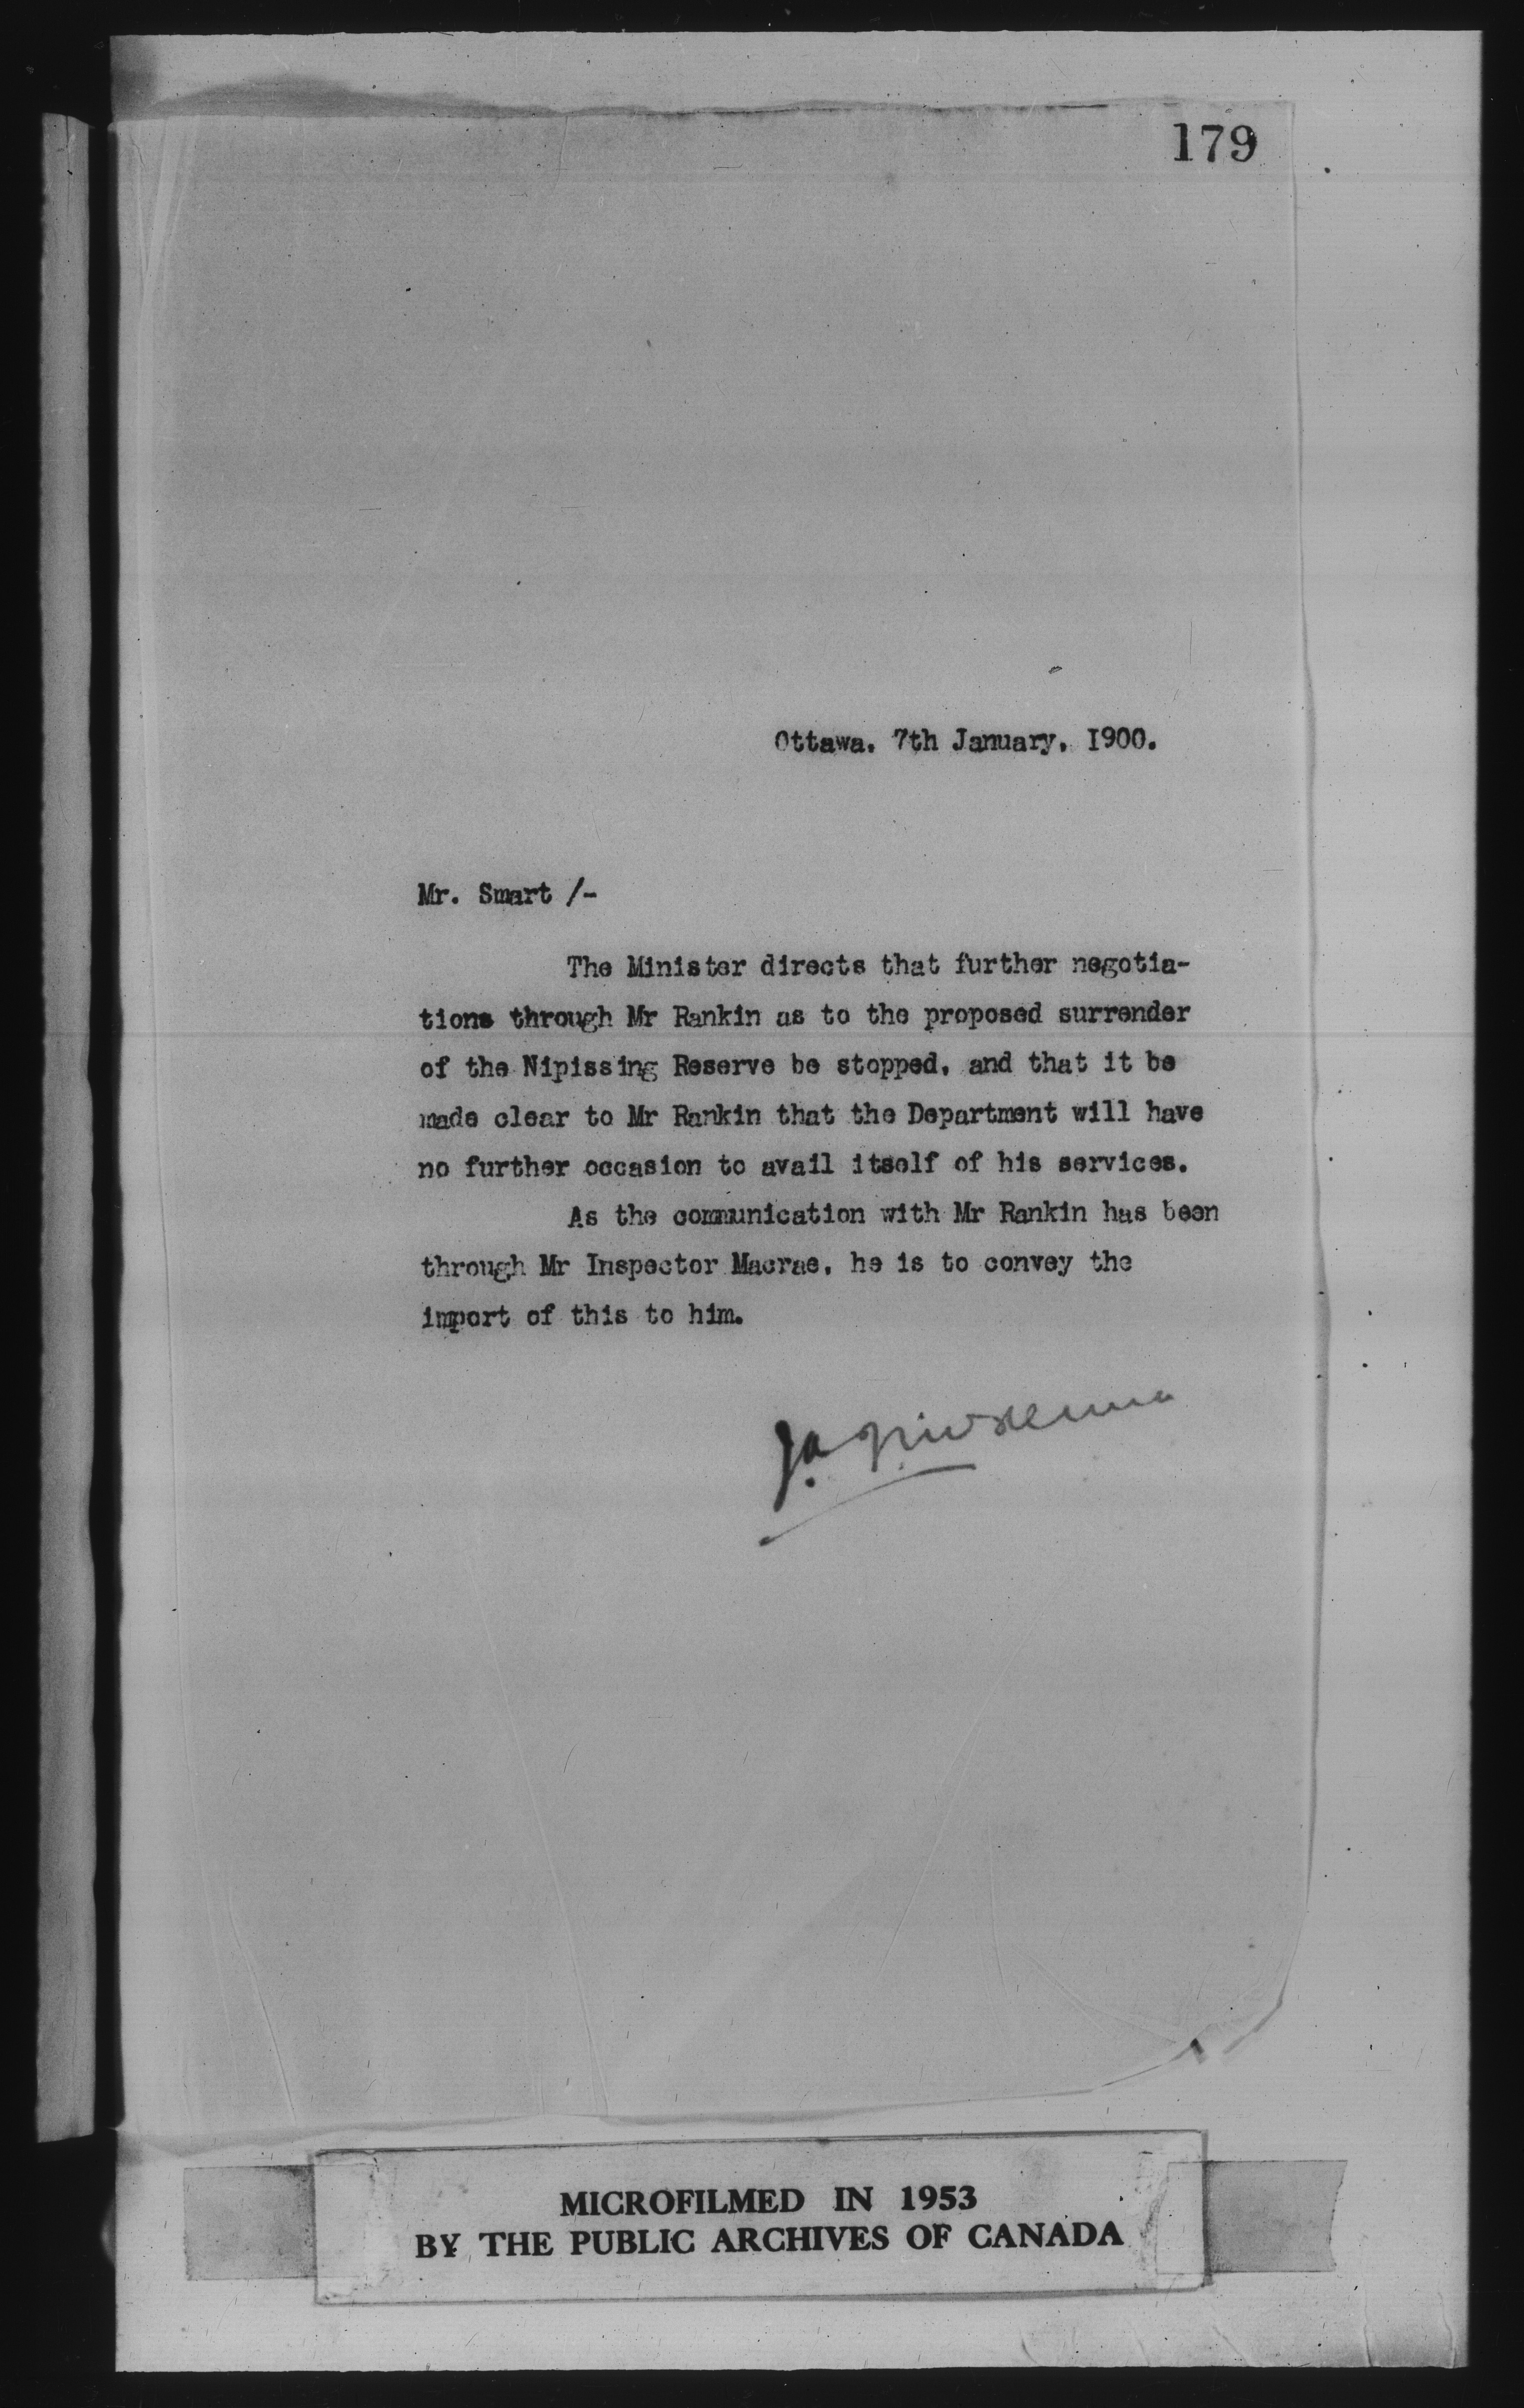 179
Ottawa, 7th January, 1900.
Mr. Smart /-
The Minister directs that further negotia-
tions through Mr Rankin as to the proposed surrender
of the Nipissing Reserve be stopped, and that it be
made clear to Mr Rankin that the Department will have
no further occasion to avail itself of his services.
As the communication with Mr Rankin has been
through Mr Inspector Macrae, he is to convey the
import of this to him.
MICROFILMED IN 1953
BY THE PUBLIC ARCHIVES OF CANADA